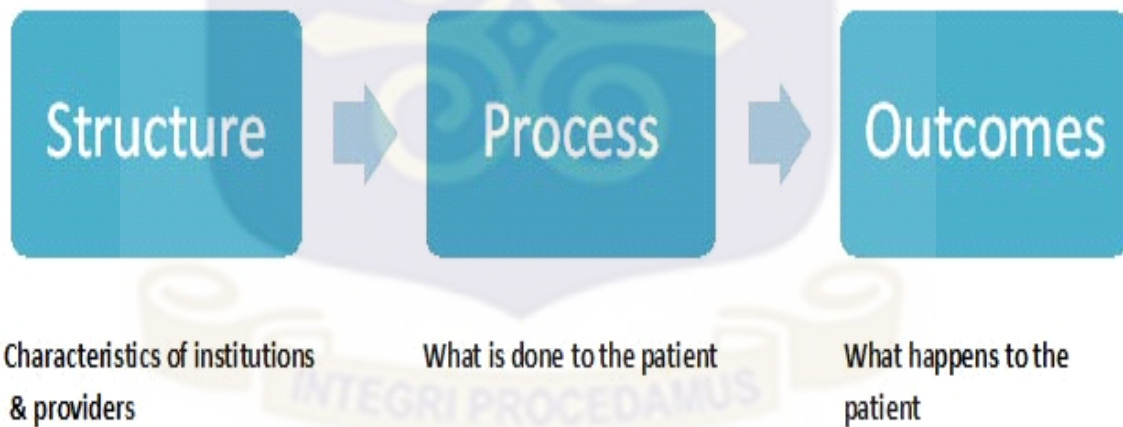 Structure
Process
Outcomes
Characteristics of institutions
& providers
What is done to the patient
What happens to the
patient
INTEGRI PROCEDAMUS